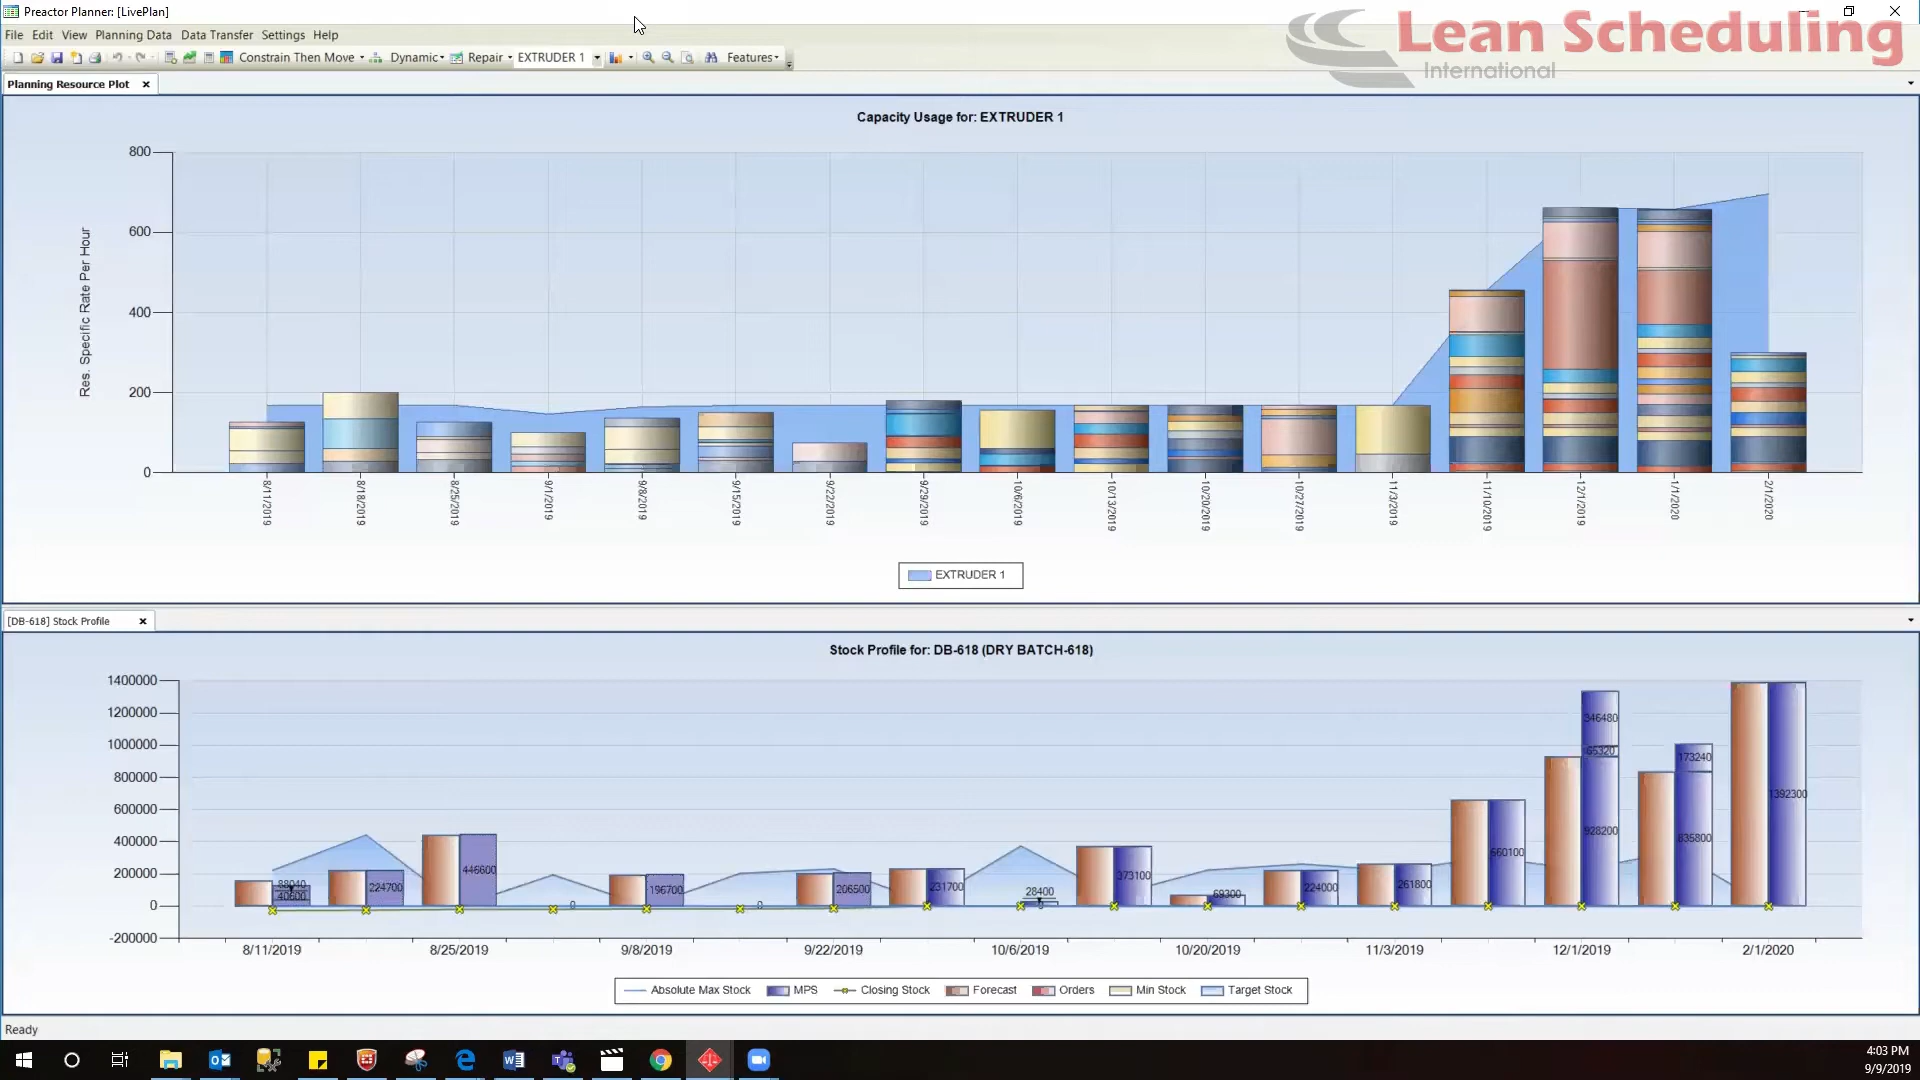 Preactor Planner: [LivePlan]
Lean Scheduling
International
File Edit View Planning Data Data Transfer Settings Help
Constrain Then Move Dynamic Repair EXTRUDER 1 Features
Planning Resource Plot
Capacity Usage for: EXTRUDER 1
Res. Specific Rate Per Hour
800
600
400
200
0
8/11/2019 8/18/2019 8/25/2019 9/1/2019 9/8/2019 9/15/2019 9/22/2019 9/29/2019 10/6/2019 10/13/2019 10/20/2019 10/27/2019 11/3/2019 11/10/2019 12/1/2019 1/1/2020 2/1/2020
EXTRUDER 1
[DB-618] Stock Profile
Stock Profile for: DB-618 (DRY BATCH-618)
1400000
1200000
1000000
800000
600000
400000
200000
0
-200000
88040
40600
224700
446600
0
196700
0
206500
231700
28400
373100
69300
224000
261800
660100
346480
65320
928200
173240
835800
1392300
8/11/2019 8/25/2019 9/8/2019 9/22/2019 10/6/2019 10/20/2019 11/3/2019 12/1/2019 2/1/2020
Absolute Max Stock MPS Closing Stock Forecast Orders Min Stock Target Stock
Ready
4:03 PM
9/9/2019